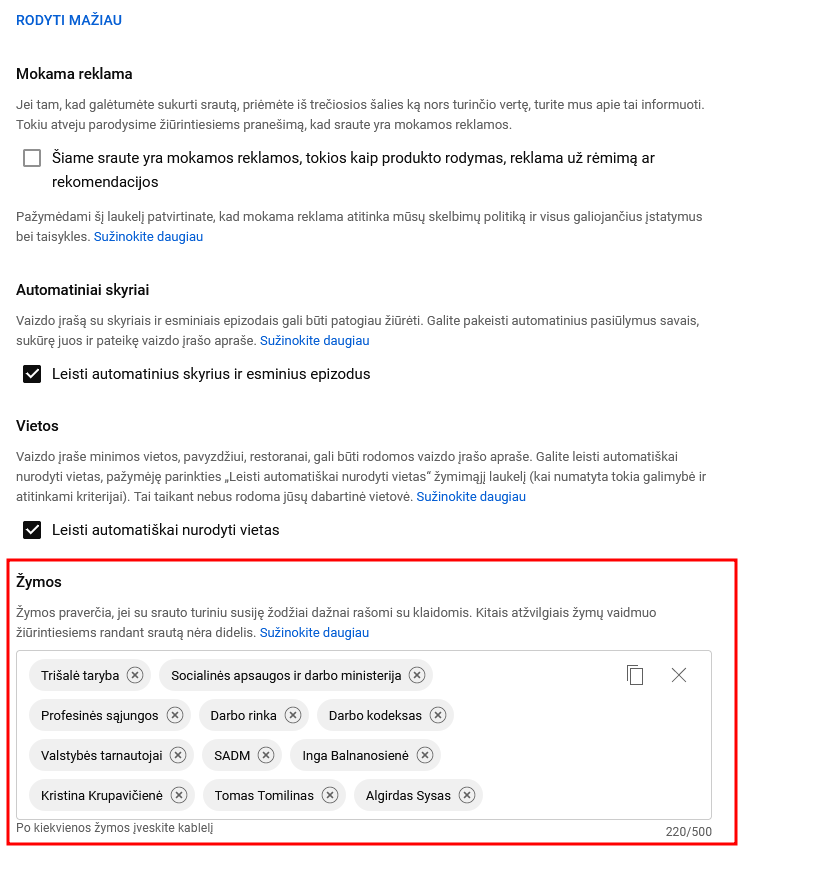 RODYTI MAŽIAU
Mokama reklama
Jei tam, kad galėtumėte sukurti srautą, priėmėte iš trečiosios šalies ką nors turinčio vertę, turite mus apie tai informuoti.
Tokiu atveju parodysime žiūrintiesiems pranešimą, kad sraute yra mokamos reklamos.
Šiame sraute yra mokamos reklamos, tokios kaip produkto rodymas, reklama už rėmimą ar
rekomendacijos
Pažymėdami šį laukelį patvirtinate, kad mokama reklama atitinka mūsų skelbimų politiką ir visus galiojančius įstatymus
bei taisykles. Sužinokite daugiau
Automatiniai skyriai
Vaizdo įrašą su skyriais ir esminiais epizodais gali būti patogiau žiūrėti. Galite pakeisti automatinius pasiūlymus savais,
sukūrę juos ir pateikę vaizdo įrašo apraše. Sužinokite daugiau
Leisti automatinius skyrius ir esminius epizodus
Vietos
Vaizdo įraše minimos vietos, pavyzdžiui, restoranai, gali būti rodomos vaizdo įrašo apraše. Galite leisti automatiškai
nurodyti vietas, pažymėję parinkties „Leisti automatiškai nurodyti vietas“ žymimąjį laukelį (kai numatyta tokia galimybė ir
atitinkami kriterijai). Tai taikant nebus rodoma jūsų dabartinė vietovė. Sužinokite daugiau
Leisti automatiškai nurodyti vietas
Žymos
Žymos praverčia, jei su srauto turiniu susiję žodžiai dažnai rašomi su klaidomis. Kitais atžvilgiais žymų vaidmuo
žiūrintiesiems randant srautą nėra didelis. Sužinokite daugiau
Trišalė taryba Socialinės apsaugos ir darbo ministerija
Profesinės sąjungos Darbo rinka Darbo kodeksas
Valstybės tarnautojai SADM Inga Balnanosienė
Kristina Krupavičienė Tomas Tomilinas Algirdas Sysas
Po kiekvienos žymos įveskite kablelį
220/500